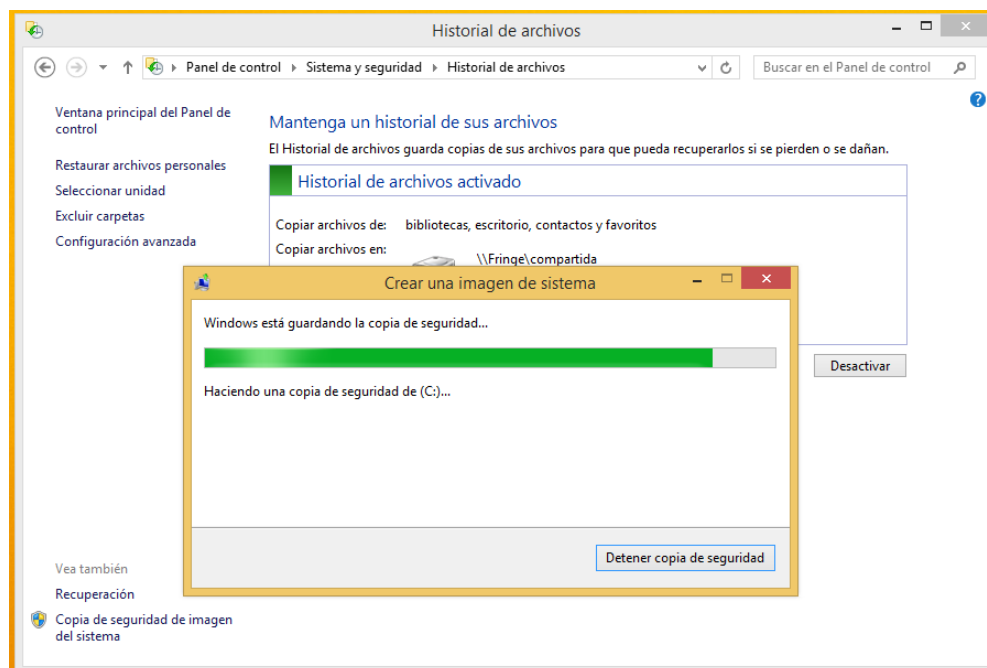 Historial de archivos
Panel de control Sistema y seguridad Historial de archivos
Buscar en el Panel de control
Ventana principal del Panel de
control
Restaurar archivos personales
Seleccionar unidad
Excluir carpetas
Configuración avanzada
Mantenga un historial de sus archivos
El Historial de archivos guarda copias de sus archivos para que pueda recuperarlos si se pierden o se dañan.
Historial de archivos activado
Copiar archivos de: bibliotecas, escritorio, contactos y favoritos
Copiar archivos en: \\Fringe\compartida
Desactivar
Crear una imagen de sistema
Windows está guardando la copia de seguridad...
Haciendo una copia de seguridad de (C:)...
Detener copia de seguridad
Vea también
Recuperación
Copia de seguridad de imagen
del sistema